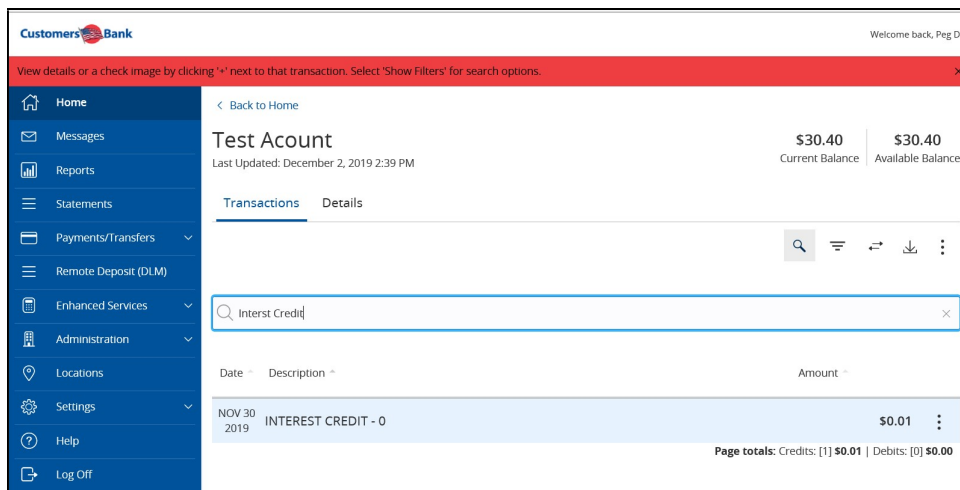 Customers Bank
Welcome back, Peg D
View details or a check image by clicking '+' next to that transaction. Select 'Show Filters' for search options.
Home
Messages
Reports
Statements
Payments/Transfers
Remote Deposit (DLM)
Enhanced Services
Administration
Locations
Settings
Help
Log Off
Back to Home
Test Acount
Last Updated: December 2, 2019 2:39 PM
$30.40
Current Balance
$30.40
Available Balance
Transactions Details
Interst Credit
Date Description Amount
NOV 30
2019
INTEREST CREDIT - 0 $0.01
Page totals: Credits: [1] $0.01 | Debits: [0] $0.00